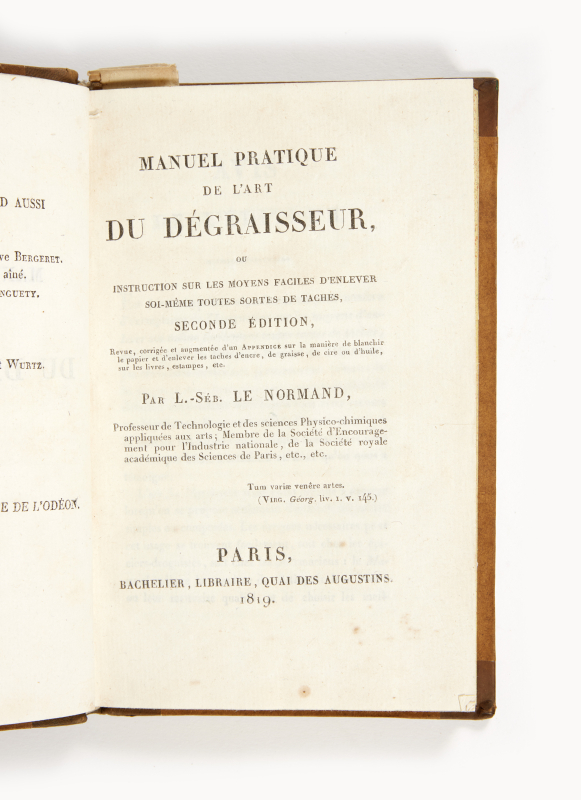 D AUSSI
ve BERGERET.
aîné.
NGUETY.
WURTZ.
E DE L'ODÉON.
MANUEL PRATIQUE
DE L'ART
DU DÉGRAISSEUR,
OU
INSTRUCTION SUR LES MOYENS FACILES D'ENLEVER
SOI-MÊME TOUTES SORTES DE TACHES,
SECONDE ÉDITION,
Revue, corrigée et augmentée d'un APPENDICE sur la manière de blanchir
le papier et d'enlever les taches d'encre, de graisse, de cire ou d'huile,
sur les livres, estampes, etc.
PAR L.-SÉB. LE NORMAND,
Professeur de Technologie et des sciences Physico-chimiques
appliquées aux arts; Membre de la Société d'Encourage-
ment pour l'Industrie nationale, de la Société royale
académique des Sciences de Paris, etc., etc.
Tum variæ venêre artes.
(VIRG. Géorg. liv. 1. v. 145.)
PARIS,
BACHELIER, LIBRAIRE, QUAI DES AUGUSTINS.
1819.